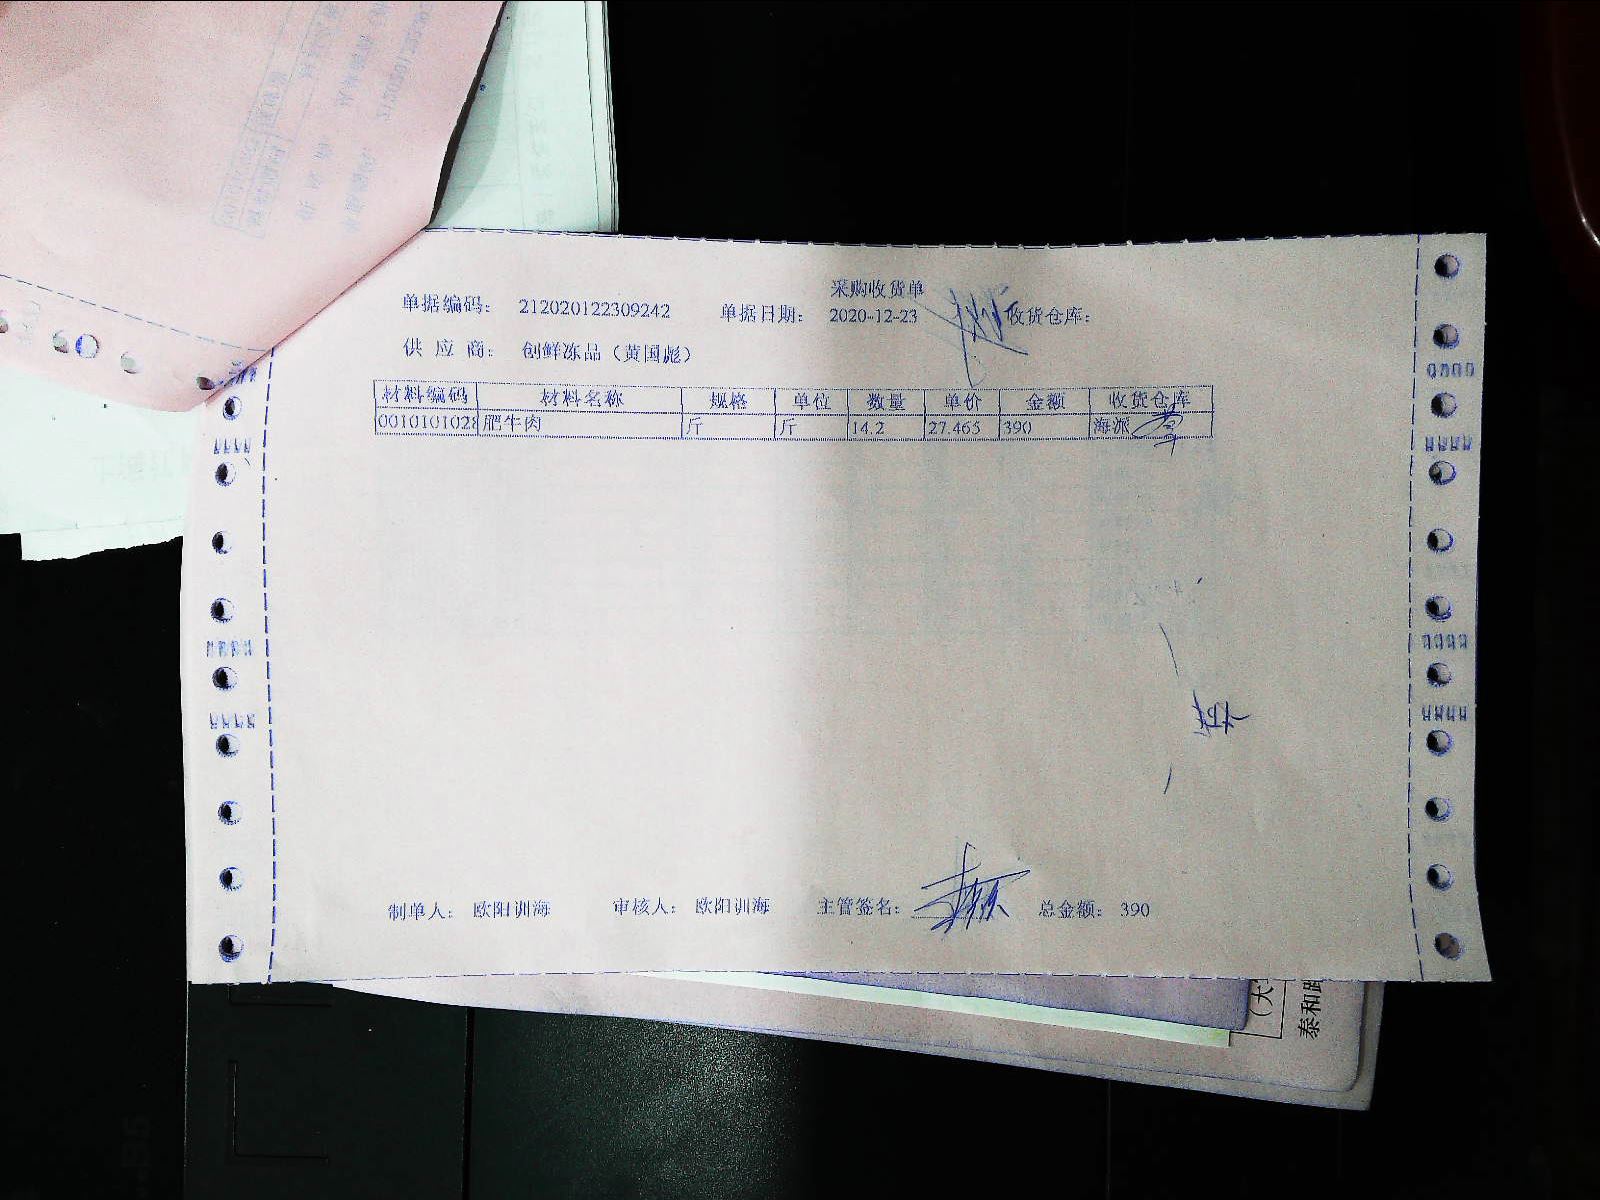 采购收货单
单据编码： 212020122309242 单据日期： 2020-12-23 收货仓库：
供 应 商： 创鲜冻品（黄国彪）
材料编码 材料名称 规格 单位 数量 单价 金额 收货仓库
0010101028 肥牛肉 斤 斤 14.2 27.465 390 海派
制单人： 欧阳训海 审核人： 欧阳训海 主管签名： 总金额： 390
(大
泰和